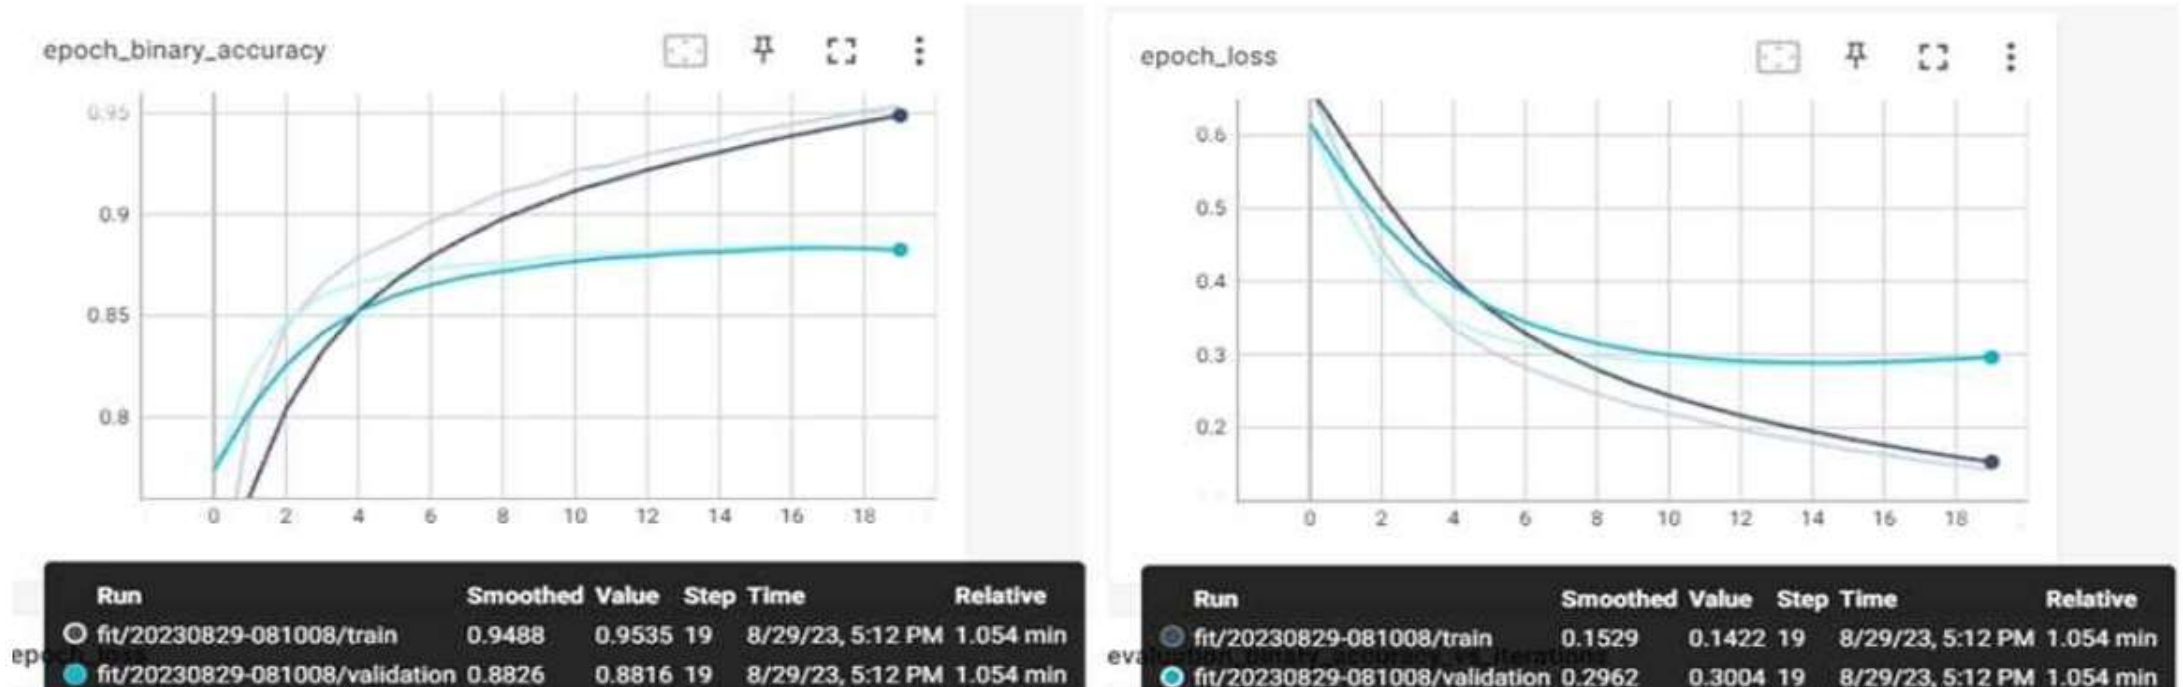 epoch_binary_accuracy
0.95
0.9
0.85
0.8
0 2 4 6 8 10 12 14 16 18
Run Smoothed Value Step Time Relative
fit/20230829-081008/train 0.9488 0.9535 19 8/29/23, 5:12 PM 1.054 min
fit/20230829-081008/validation 0.8826 0.8816 19 8/29/23, 5:12 PM 1.054 min
epoch_loss
epoch_loss
0.6
0.5
0.4
0.3
0.2
0 2 4 6 8 10 12 14 16 18
Run Smoothed Value Step Time Relative
fit/20230829-081008/train 0.1529 0.1422 19 8/29/23, 5:12 PM 1.054 min
evaluation_binary_accuracy_vs_iterations
fit/20230829-081008/validation 0.2962 0.3004 19 8/29/23, 5:12 PM 1.054 min